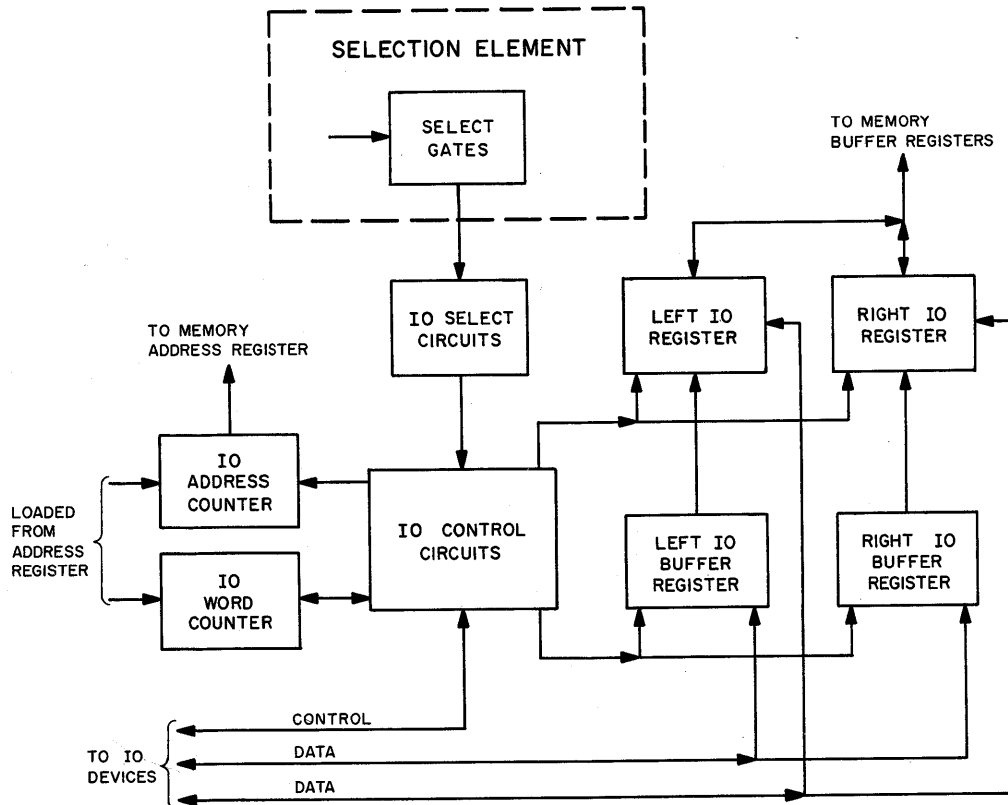 SELECTION ELEMENT
SELECT
GATES
TO MEMORY
BUFFER REGISTERS
IO SELECT
CIRCUITS
LEFT IO
REGISTER
RIGHT IO
REGISTER
TO MEMORY
ADDRESS REGISTER
IO
ADDRESS
COUNTER
LOADED
FROM
ADDRESS
REGISTER
IO CONTROL
CIRCUITS
LEFT IO
BUFFER
REGISTER
RIGHT IO
BUFFER
REGISTER
IO
WORD
COUNTER
CONTROL
TO IO
DEVICES
DATA
DATA